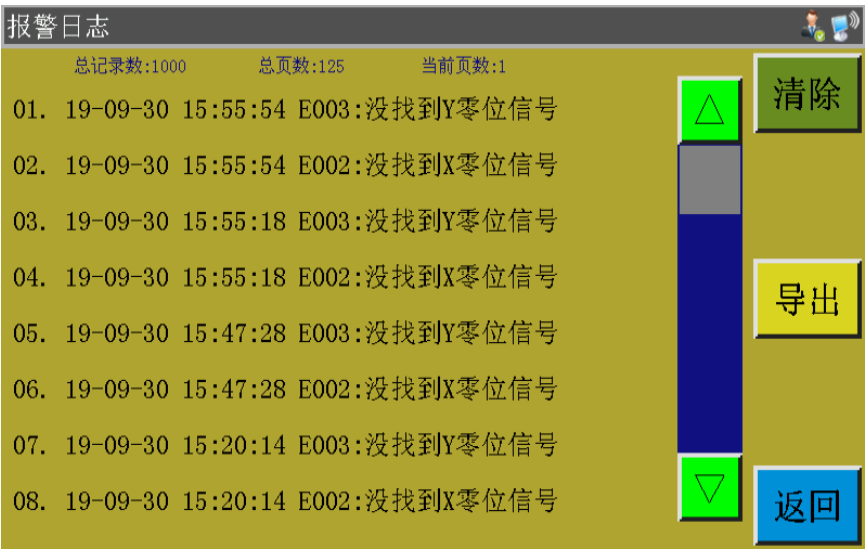 报警日志
总记录数:1000 总页数:125 当前页数:1
01. 19-09-30 15:55:54 E003:没找到Y零位信号
02. 19-09-30 15:55:54 E002:没找到X零位信号
03. 19-09-30 15:55:18 E003:没找到Y零位信号
04. 19-09-30 15:55:18 E002:没找到X零位信号
05. 19-09-30 15:47:28 E003:没找到Y零位信号
06. 19-09-30 15:47:28 E002:没找到X零位信号
07. 19-09-30 15:20:14 E003:没找到Y零位信号
08. 19-09-30 15:20:14 E002:没找到X零位信号
清除
导出
返回